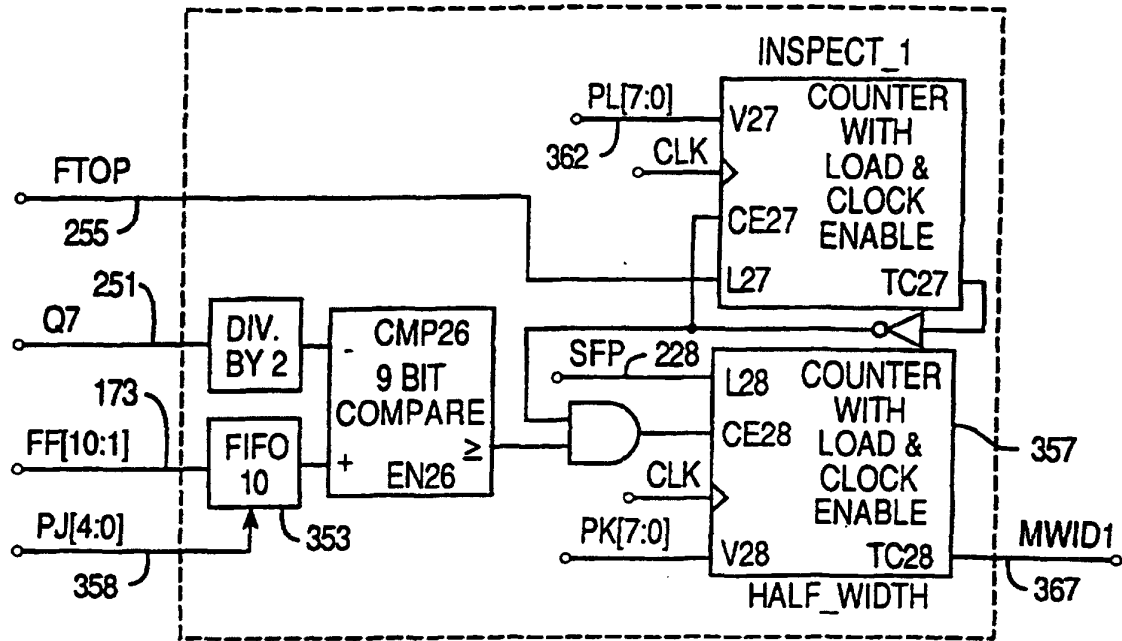 INSPECT_1
PL[7:0]
362
CLK
V27
COUNTER
WITH
LOAD &
CLOCK
ENABLE
CE27
L27
TC27
FTOP
255
251
Q7
DIV.
BY 2
-
CMP26
9 BIT
COMPARE
≥
+
EN26
173
FF[10:1]
FIFO
10
353
PJ[4:0]
358
SFP
228
L28
COUNTER
WITH
LOAD &
CLOCK
ENABLE
CE28
357
CLK
PK[7:0]
V28
TC28
MWID1
367
HALF_WIDTH